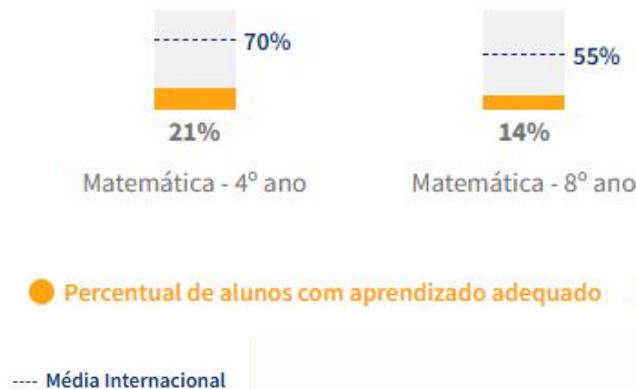 70%
55%
21%
14%
Matemática - 4º ano
Matemática - 8º ano
Percentual de alunos com aprendizado adequado
---- Média Internacional